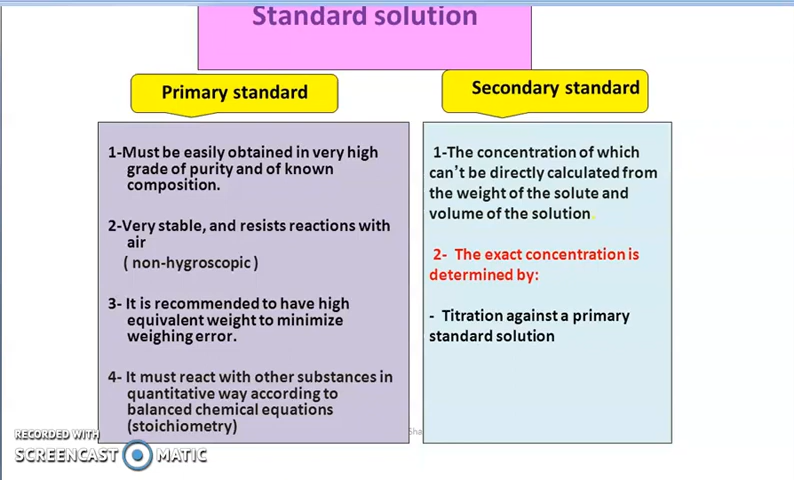 Standard solution
Primary standard
1-Must be easily obtained in very high
grade of purity and of known
composition.
2-Very stable, and resists reactions with
air
( non-hygroscopic )
3- It is recommended to have high
equivalent weight to minimize
weighing error.
4- It must react with other substances in
quantitative way according to
balanced chemical equations
(stoichiometry)
Secondary standard
1-The concentration of which
can't be directly calculated from
the weight of the solute and
volume of the solution.
2- The exact concentration is
determined by:
- Titration against a primary
standard solution
RECORDED WITH
SCREENCAST MATIC